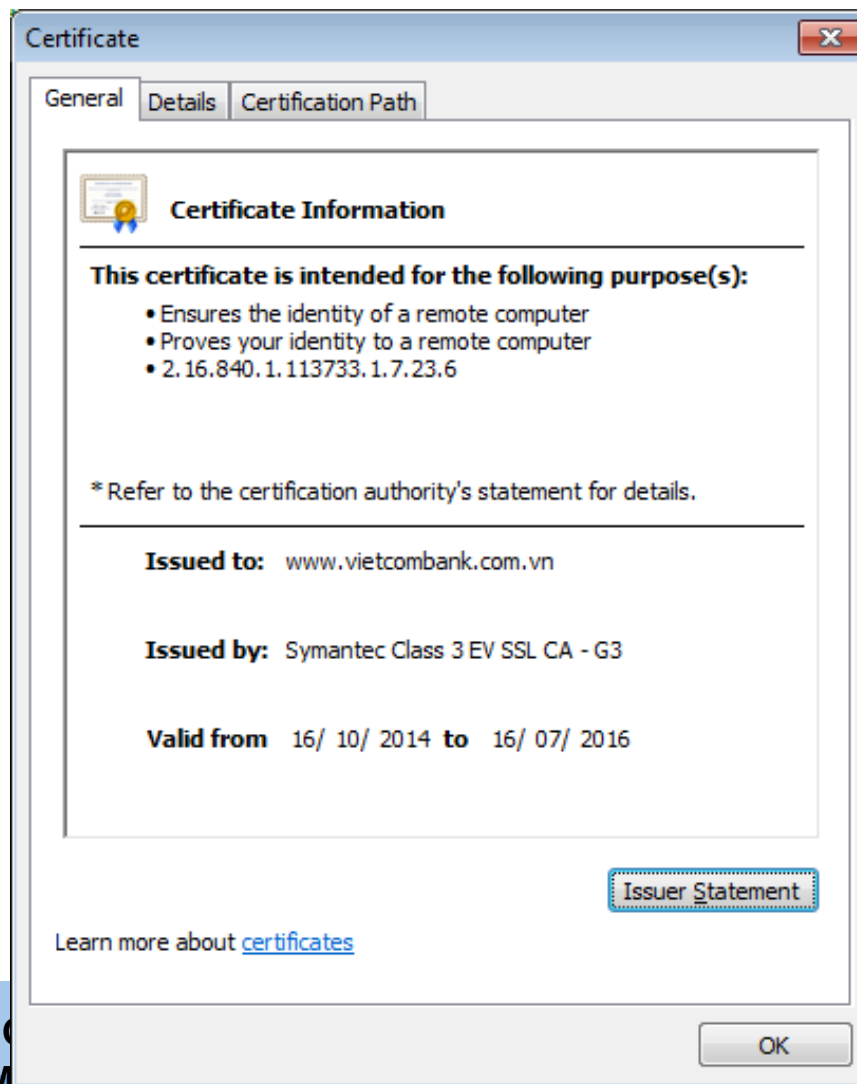 Certificate
General Details Certification Path
Certificate Information
This certificate is intended for the following purpose(s):
• Ensures the identity of a remote computer
• Proves your identity to a remote computer
• 2.16.840.1.113733.1.7.23.6
* Refer to the certification authority's statement for details.
Issued to: www.vietcombank.com.vn
Issued by: Symantec Class 3 EV SSL CA - G3
Valid from 16/ 10/ 2014 to 16/ 07/ 2016
Issuer Statement
Learn more about certificates
OK